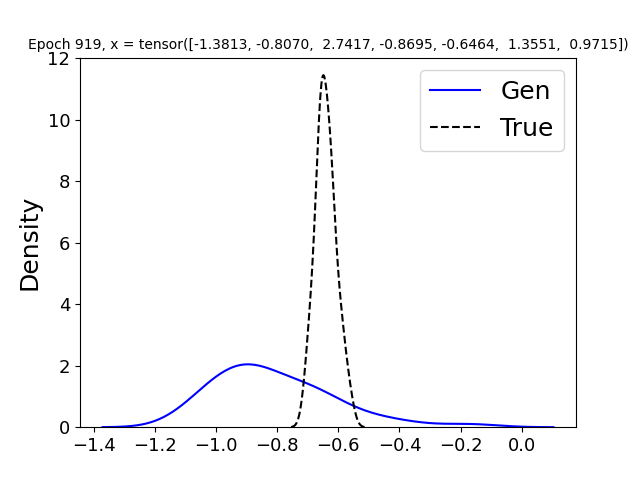 Epoch 919, x = tensor([-1.3813, -0.8070,  2.7417, -0.8695, -0.6464,  1.3551,  0.9715])
12
10
8
6
4
2
0
Density
Gen
True
−1.4 −1.2 −1.0 −0.8 −0.6 −0.4 −0.2 0.0